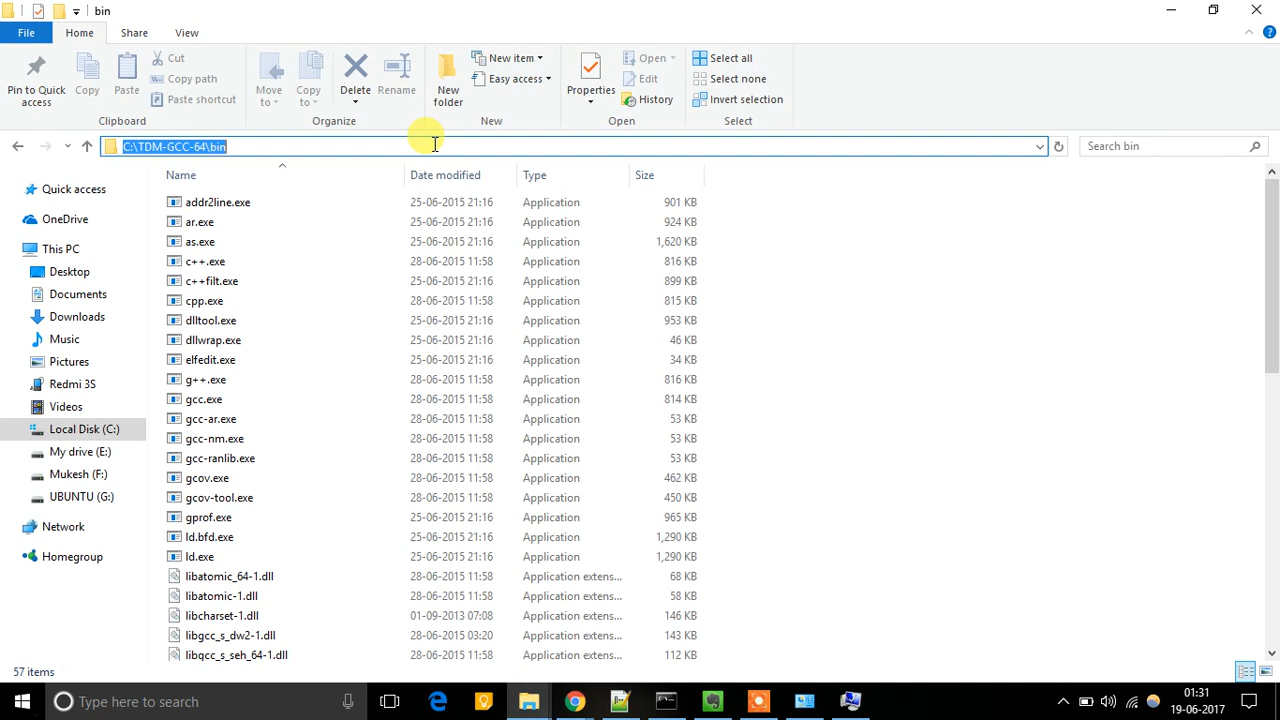 bin
File Home Share View
Pin to Quick access
Copy
Paste
Cut
Copy path
Paste shortcut
Clipboard
Move to
Copy to
Delete
Rename
Organize
New folder
New item
Easy access
New
Properties
Open
Edit
History
Open
Select all
Select none
Invert selection
Select
C:\TDM-GCC-64\bin
Search bin
Quick access
OneDrive
This PC
Desktop
Documents
Downloads
Music
Pictures
Redmi 3S
Videos
Local Disk (C:)
My drive (E:)
Mukesh (F:)
UBUNTU (G:)
Network
Homegroup
Name Date modified Type Size
addr2line.exe 25-06-2015 21:16 Application 901 KB
ar.exe 25-06-2015 21:16 Application 924 KB
as.exe 25-06-2015 21:16 Application 1,620 KB
c++.exe 28-06-2015 11:58 Application 816 KB
c++filt.exe 25-06-2015 21:16 Application 899 KB
cpp.exe 28-06-2015 11:58 Application 815 KB
dlltool.exe 25-06-2015 21:16 Application 953 KB
dllwrap.exe 25-06-2015 21:16 Application 46 KB
elfedit.exe 25-06-2015 21:16 Application 34 KB
g++.exe 28-06-2015 11:58 Application 816 KB
gcc.exe 28-06-2015 11:58 Application 814 KB
gcc-ar.exe 28-06-2015 11:58 Application 53 KB
gcc-nm.exe 28-06-2015 11:58 Application 53 KB
gcc-ranlib.exe 28-06-2015 11:58 Application 53 KB
gcov.exe 28-06-2015 11:58 Application 462 KB
gcov-tool.exe 28-06-2015 11:58 Application 450 KB
gprof.exe 25-06-2015 21:16 Application 965 KB
ld.bfd.exe 25-06-2015 21:16 Application 1,290 KB
ld.exe 25-06-2015 21:16 Application 1,290 KB
libatomic_64-1.dll 28-06-2015 11:58 Application extens... 68 KB
libatomic-1.dll 28-06-2015 11:58 Application extens... 58 KB
libcharset-1.dll 01-09-2013 07:08 Application extens... 146 KB
libgcc_s_dw2-1.dll 28-06-2015 03:20 Application extens... 143 KB
libgcc_s_seh_64-1.dll 28-06-2015 11:58 Application extens... 112 KB
57 items
Type here to search
01:31
19-06-2017